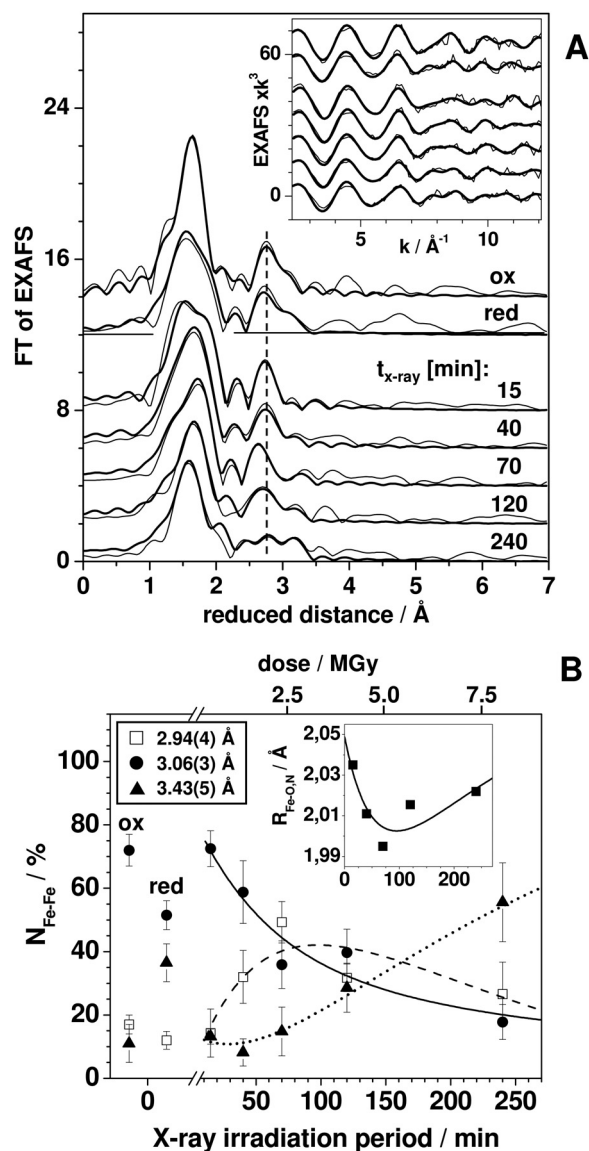 A
28
24
16
8
0
FT of EXAFS
60
0
EXAFS xk³
5
10
k / Å⁻¹
ox
red
t x-ray [min]:
15
40
70
120
240
0
1
2
3
4
5
6
7
reduced distance / Å
B
dose / MGy
2.5
5
7.5
100
80
60
40
20
0
N Fe-Fe / %
2.94(4) Å
3.06(3) Å
3.43(5) Å
ox
red
2,05
2,03
2,01
1,99
R Fe-O,N / Å
0
100
200
0
50
100
150
200
250
X-ray irradiation period / min